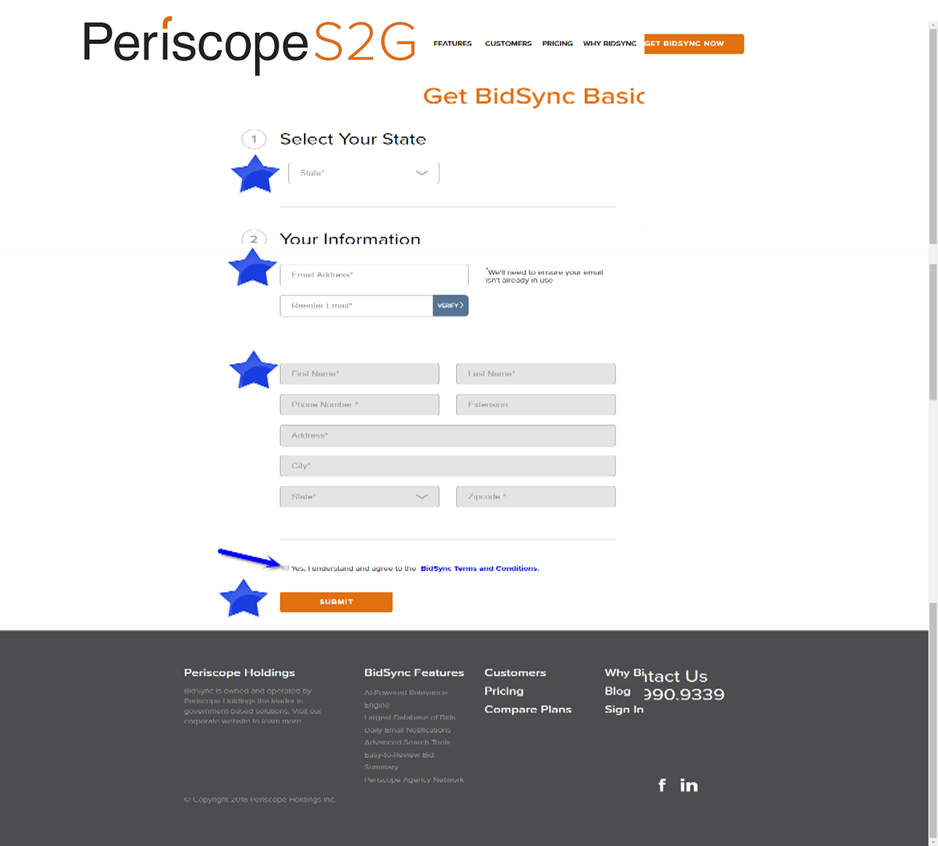 Periscope S2G
FEATURES CUSTOMERS PRICING WHY BIDSYNC GET BIDSYNC NOW
Get BidSync Basic
1 Select Your State
State*
2 Your Information
Email Address*
*We'll need to ensure your email
isn't already in use
Reenter Email* VERIFY
First Name* Last Name*
Phone Number * Extension
Address*
City*
State* Zipcode *
Yes, I understand and agree to the BidSync Terms and Conditions.
SUBMIT
Periscope Holdings
BidSync is owned and operated by
Periscope Holdings the leader in
government-based solutions. Visit our
corporate website to learn more.
© Copyright 2018 Periscope Holdings Inc.
BidSync Features
AI-Powered Relevance
Engine
Largest Database of Bids
Daily Email Notifications
Advanced Search Tools
Easy-to-Review Bid
Summary
Periscope Agency Network
Customers
Pricing
Compare Plans
Why Bi
Blog
Sign In
ntact Us
990.9339
f in